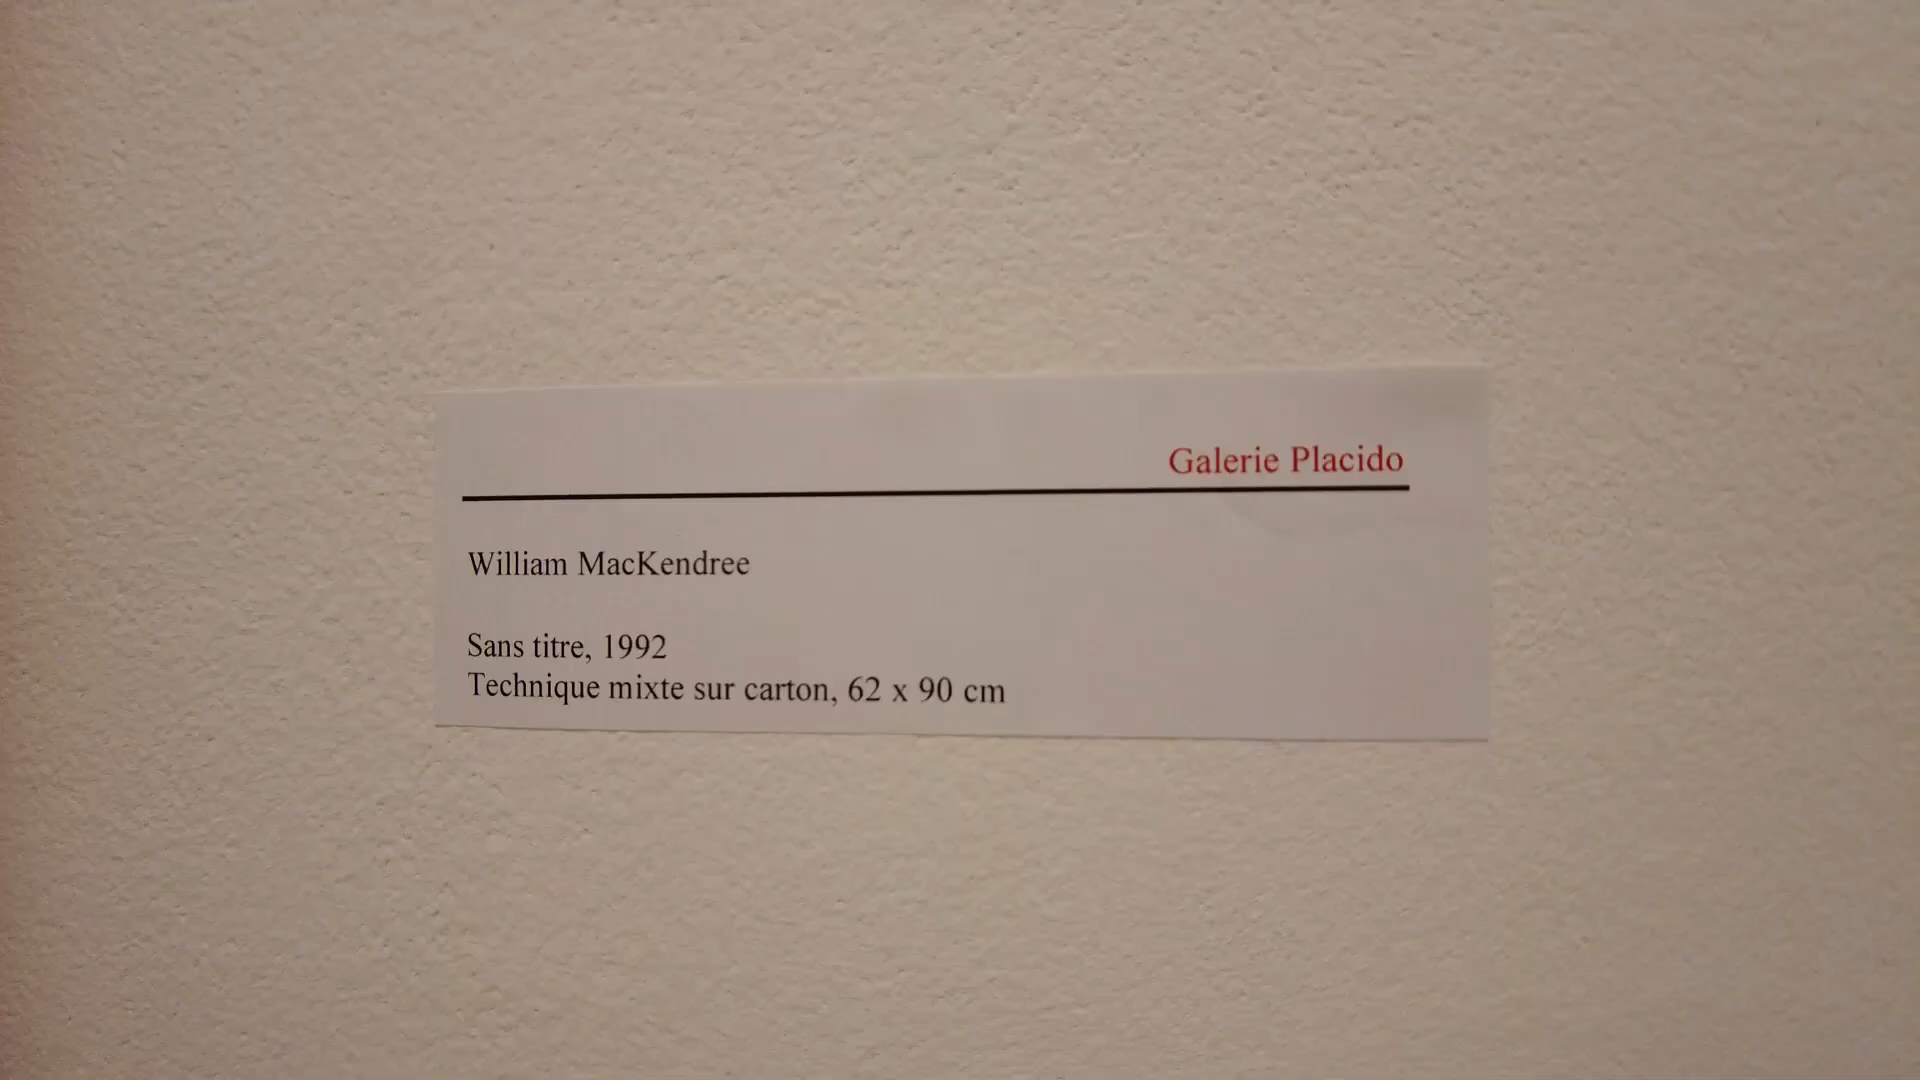 Galerie Placido
William MacKendree
Sans titre, 1992
Technique mixte sur carton, 62 x 90 cm